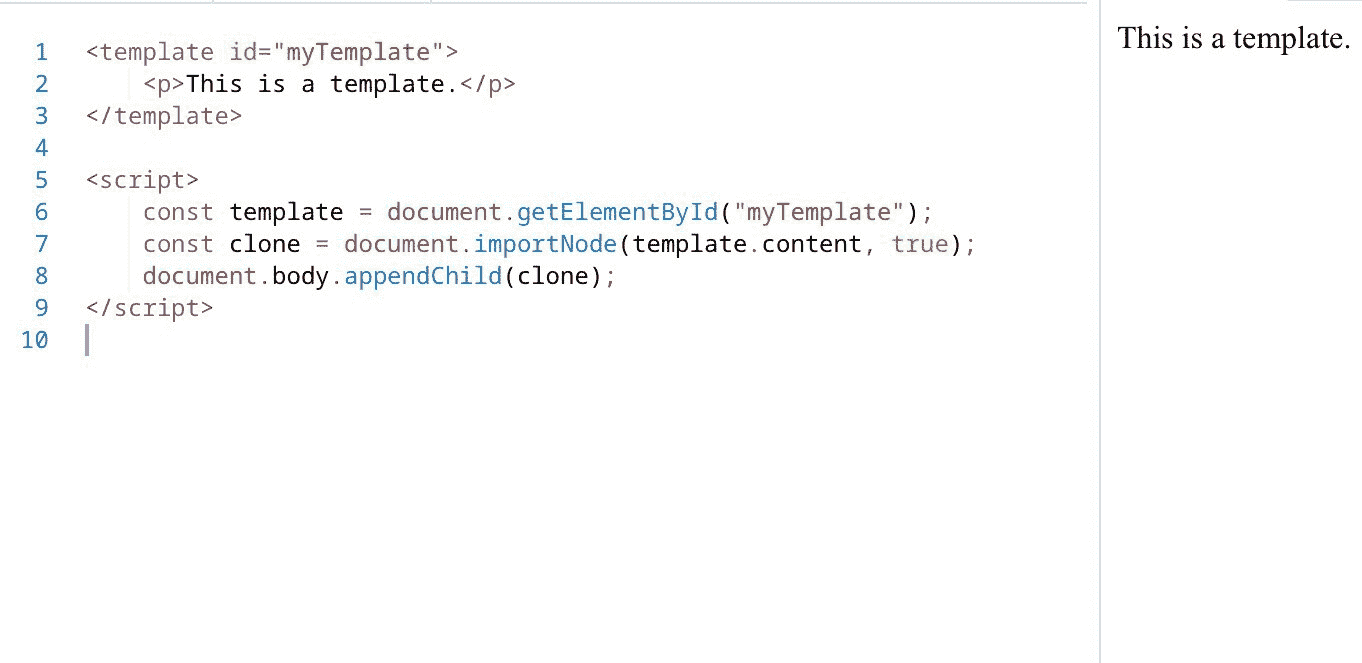 1 <template id="myTemplate">
2     <p>This is a template.</p>
3 </template>
4
5 <script>
6     const template = document.getElementById("myTemplate");
7     const clone = document.importNode(template.content, true);
8     document.body.appendChild(clone);
9 </script>
10
This is a template.